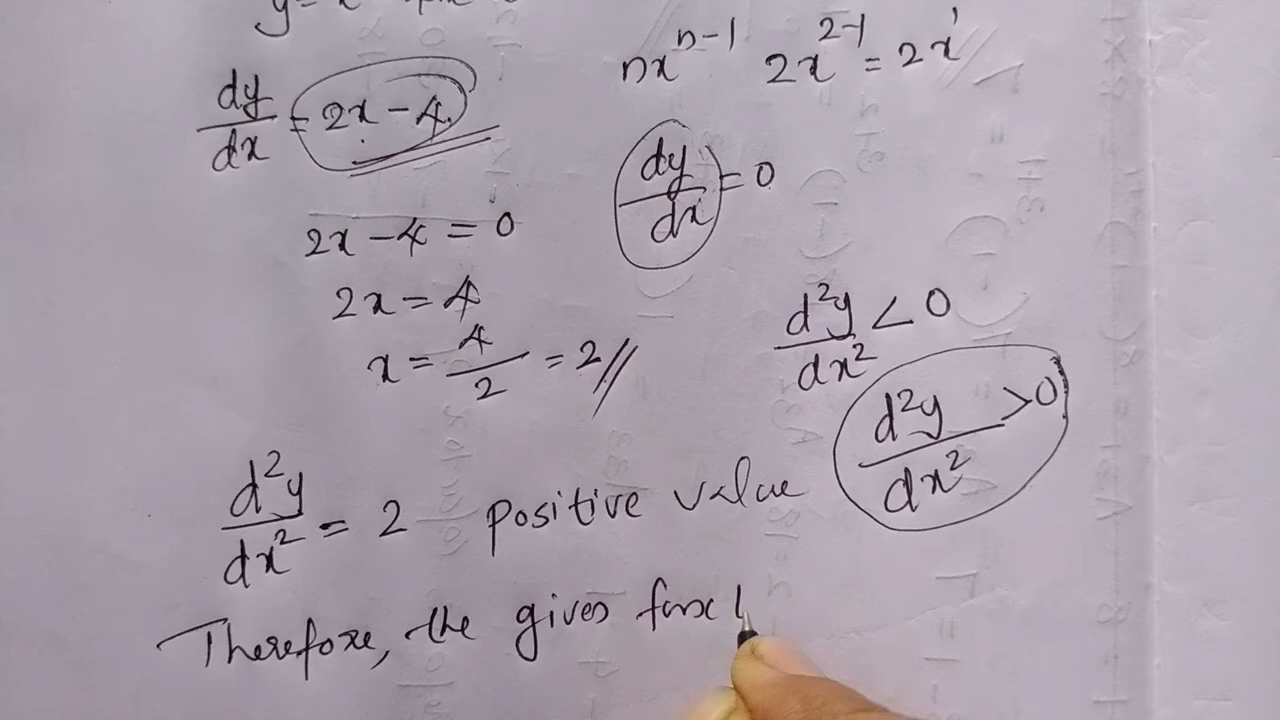 dy/dx = 2x - 4
nx^(n-1) 2x^(2-1) = 2x^1 //
dy/dx = 0
2x - 4 = 0
2x = 4
x = 4/2 = 2 //
d²y/dx² < 0
d²y/dx² > 0
d²y/dx² = 2 positive value
Therefore, the given